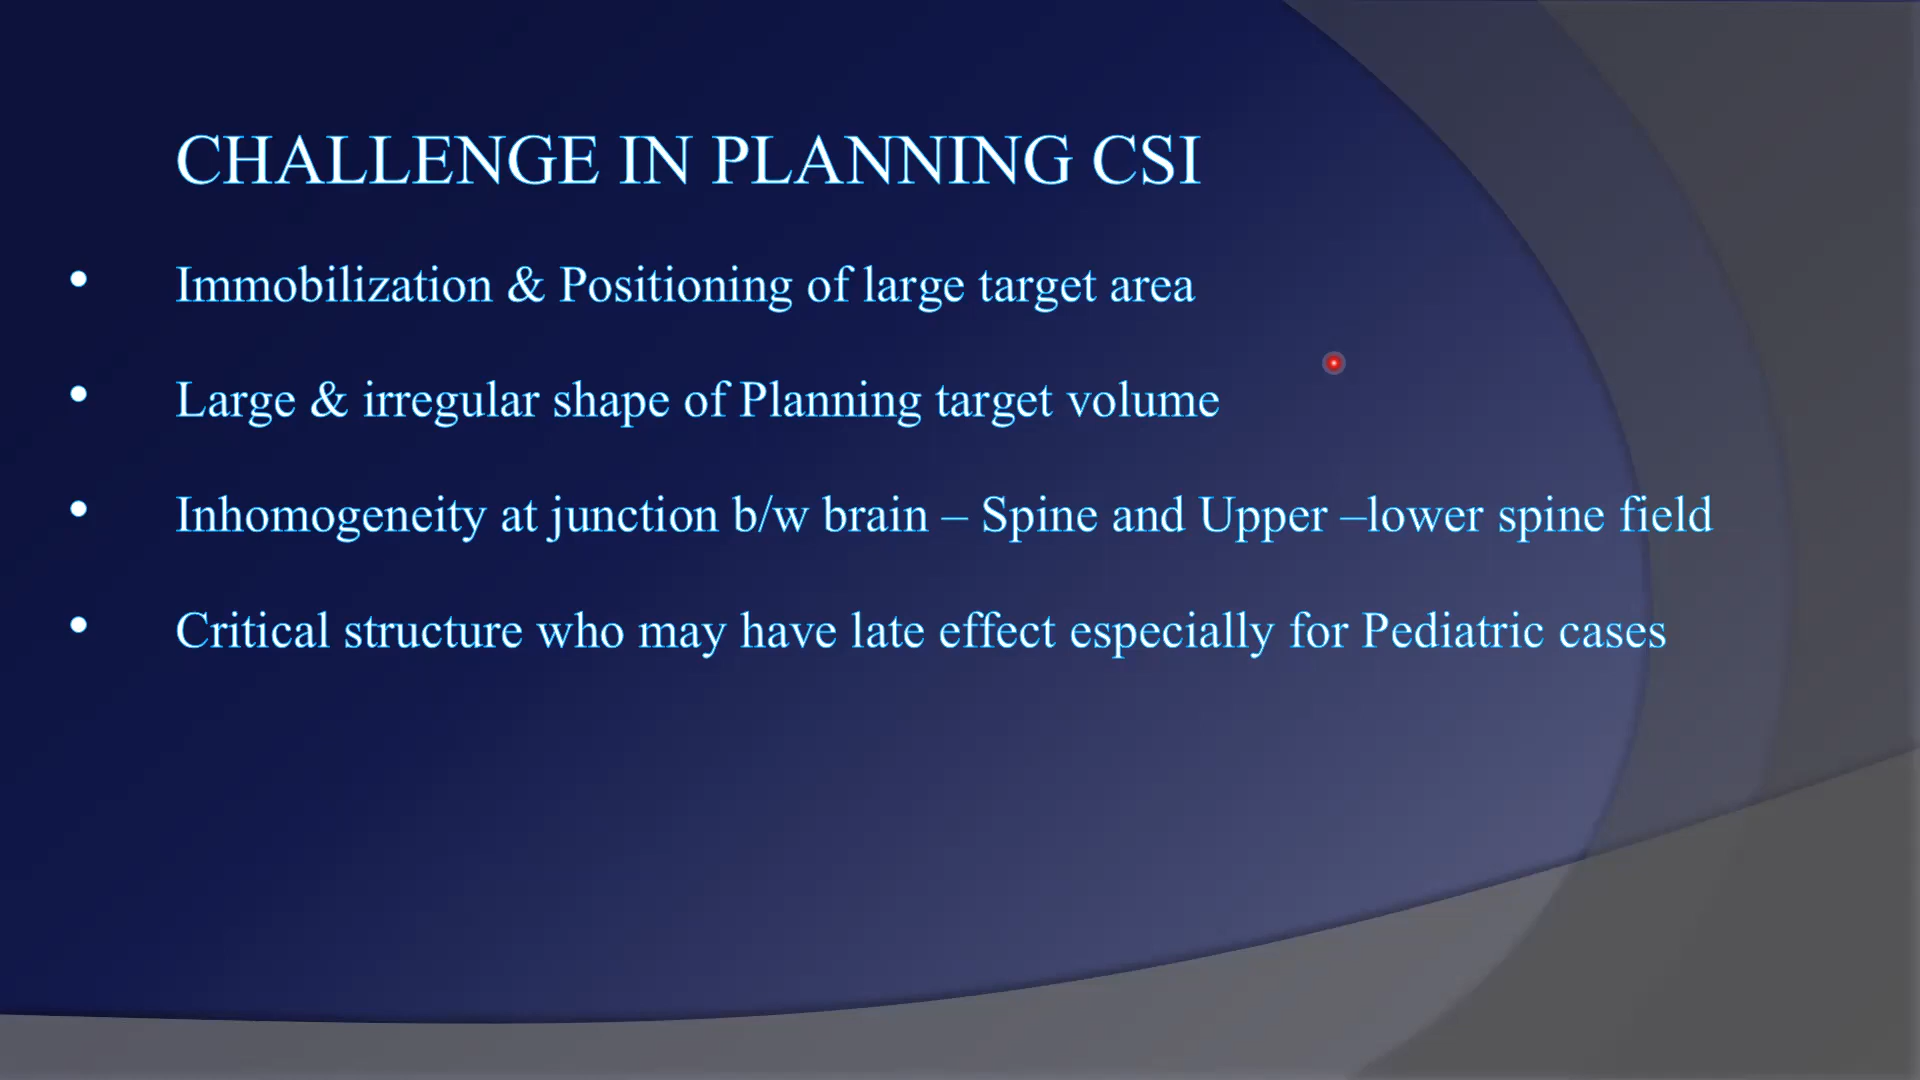 CHALLENGE IN PLANNING CSI
• Immobilization & Positioning of large target area
• Large & irregular shape of Planning target volume
• Inhomogeneity at junction b/w brain – Spine and Upper –lower spine field
• Critical structure who may have late effect especially for Pediatric cases